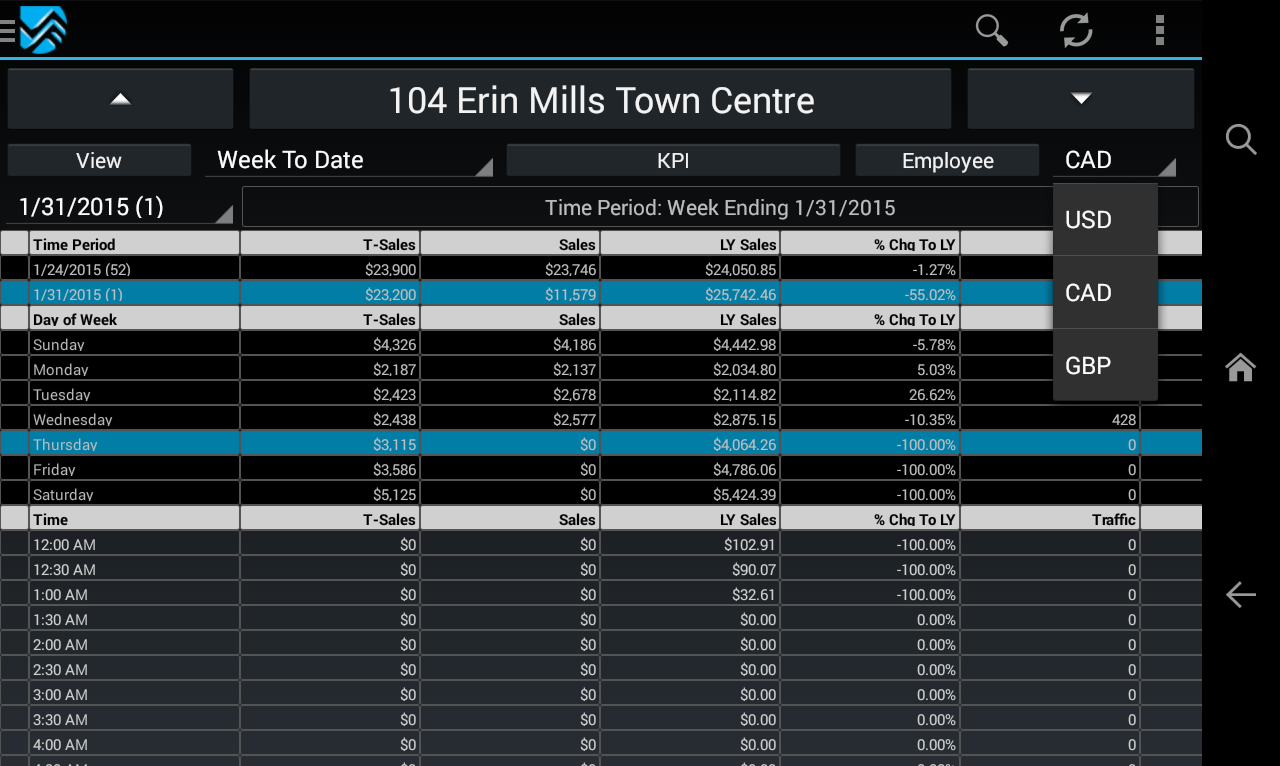 104 Erin Mills Town Centre
View Week To Date KPI Employee CAD
1/31/2015 (1) Time Period: Week Ending 1/31/2015
USD
CAD
GBP
Time Period T-Sales Sales LY Sales % Chg To LY
1/24/2015 (52) $23,900 $23,746 $24,050.85 -1.27%
1/31/2015 (1) $23,200 $11,579 $25,742.46 -55.02%
Day of Week T-Sales Sales LY Sales % Chg To LY
Sunday $4,326 $4,186 $4,442.98 -5.78%
Monday $2,187 $2,137 $2,034.80 5.03%
Tuesday $2,423 $2,678 $2,114.82 26.62%
Wednesday $2,438 $2,577 $2,875.15 -10.35% 428
Thursday $3,115 $0 $4,064.26 -100.00% 0
Friday $3,586 $0 $4,786.06 -100.00% 0
Saturday $5,125 $0 $5,424.39 -100.00% 0
Time T-Sales Sales LY Sales % Chg To LY Traffic
12:00 AM $0 $0 $102.91 -100.00% 0
12:30 AM $0 $0 $90.07 -100.00% 0
1:00 AM $0 $0 $32.61 -100.00% 0
1:30 AM $0 $0 $0.00 0.00% 0
2:00 AM $0 $0 $0.00 0.00% 0
2:30 AM $0 $0 $0.00 0.00% 0
3:00 AM $0 $0 $0.00 0.00% 0
3:30 AM $0 $0 $0.00 0.00% 0
4:00 AM $0 $0 $0.00 0.00% 0